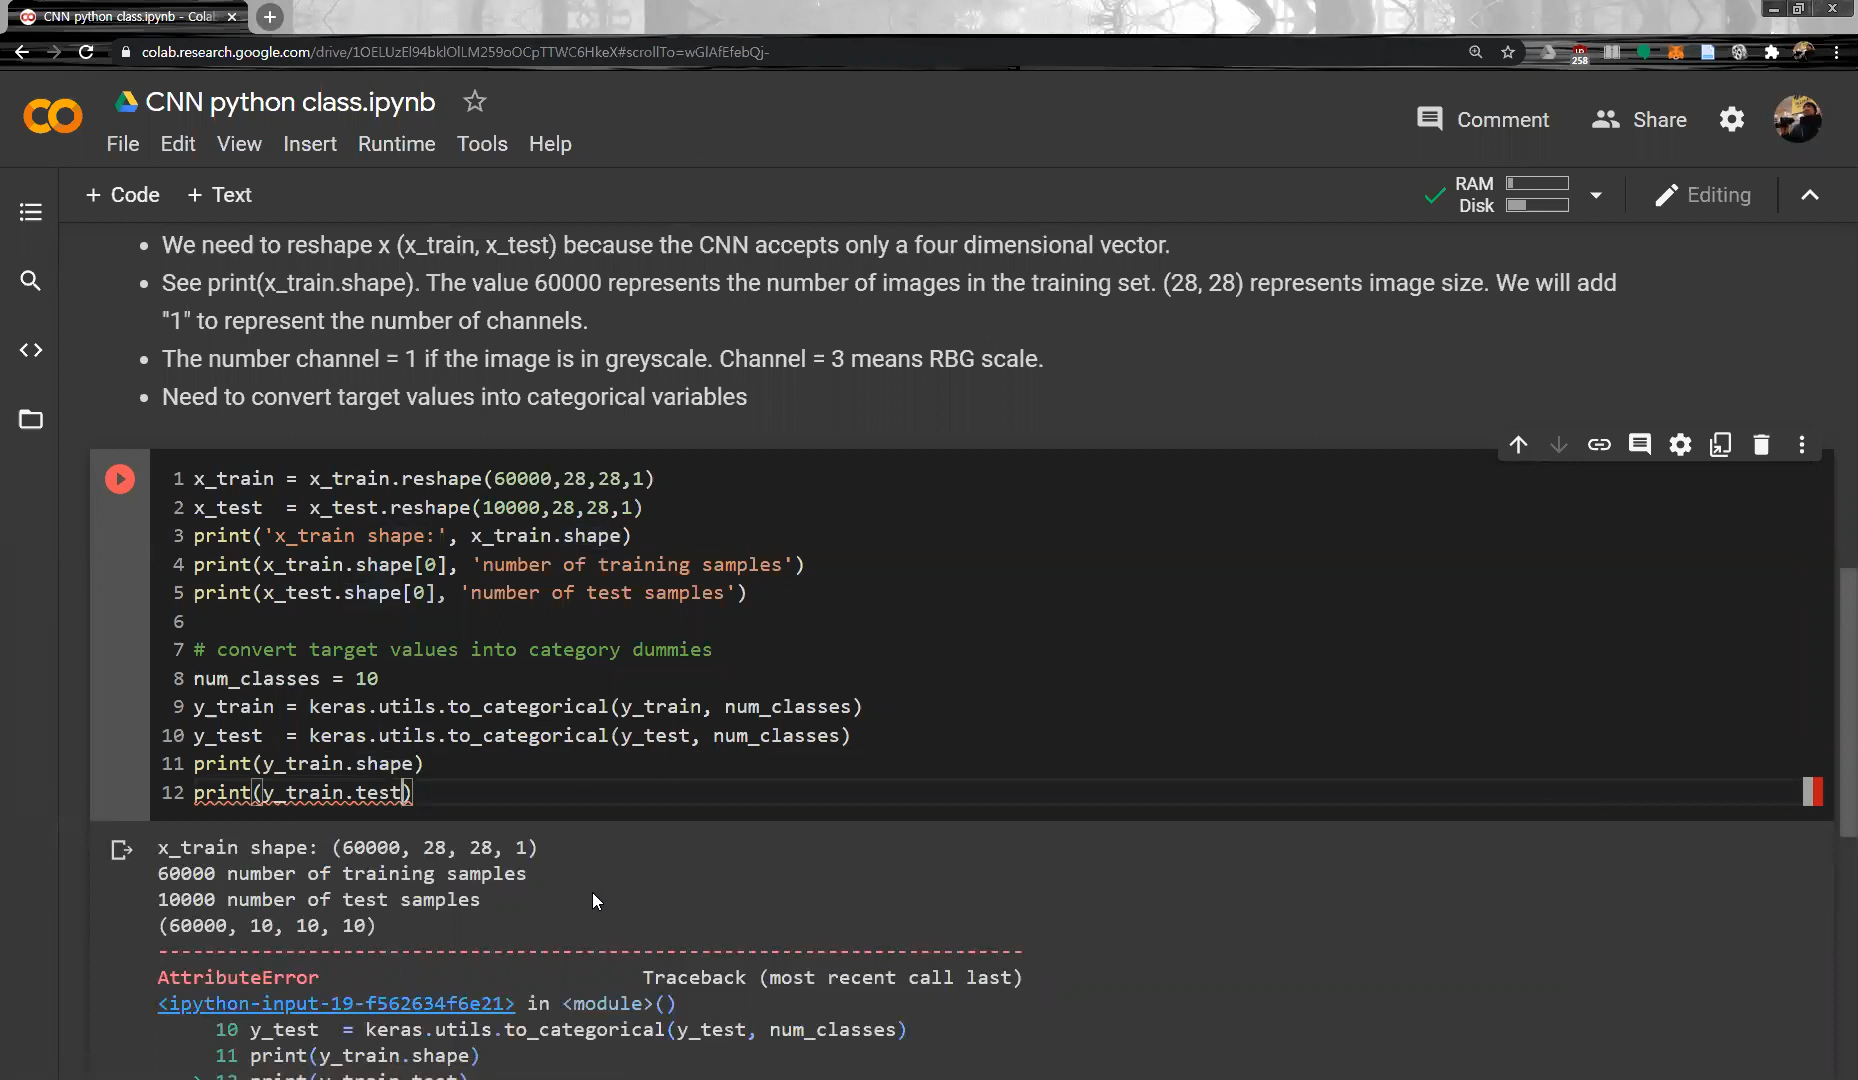 CNN python class.ipynb - Cola
colab.research.google.com/drive/1OELUzEl94bklOlLM259oOCpTTWC6HkeX#scrollTo=wGlAfEfebQj-
258
CNN python class.ipynb
File Edit View Insert Runtime Tools Help
Comment
Share
+ Code + Text
RAM
Disk
Editing
We need to reshape x (x_train, x_test) because the CNN accepts only a four dimensional vector.
See print(x_train.shape). The value 60000 represents the number of images in the training set. (28, 28) represents image size. We will add
"1" to represent the number of channels.
The number channel = 1 if the image is in greyscale. Channel = 3 means RBG scale.
Need to convert target values into categorical variables
1 x_train = x_train.reshape(60000,28,28,1)
2 x_test  = x_test.reshape(10000,28,28,1)
3 print('x_train shape:', x_train.shape)
4 print(x_train.shape[0], 'number of training samples')
5 print(x_test.shape[0], 'number of test samples')
6
7 # convert target values into category dummies
8 num_classes = 10
9 y_train = keras.utils.to_categorical(y_train, num_classes)
10 y_test  = keras.utils.to_categorical(y_test, num_classes)
11 print(y_train.shape)
12 print(y_train.test)
x_train shape: (60000, 28, 28, 1)
60000 number of training samples
10000 number of test samples
(60000, 10, 10, 10)
---------------------------------------------------------------------------
AttributeError Traceback (most recent call last)
<ipython-input-19-f562634f6e21> in <module>()
10 y_test  = keras.utils.to_categorical(y_test, num_classes)
11 print(y_train.shape)
12 print(y_train.test)